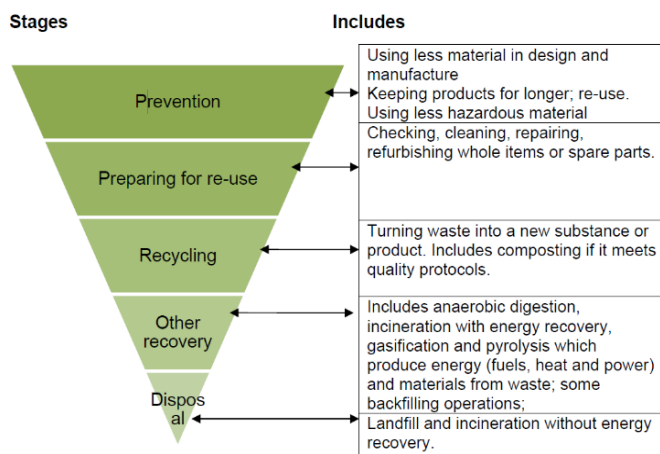 Stages
Includes
Prevention
Using less material in design and
manufacture
Keeping products for longer; re-use.
Using less hazardous material
Preparing for re-use
Checking, cleaning, repairing,
refurbishing whole items or spare parts.
Recycling
Turning waste into a new substance or
product. Includes composting if it meets
quality protocols.
Other
recovery
Includes anaerobic digestion,
incineration with energy recovery,
gasification and pyrolysis which
produce energy (fuels, heat and power)
and materials from waste; some
backfilling operations;
Dispos
al
Landfill and incineration without energy
recovery.